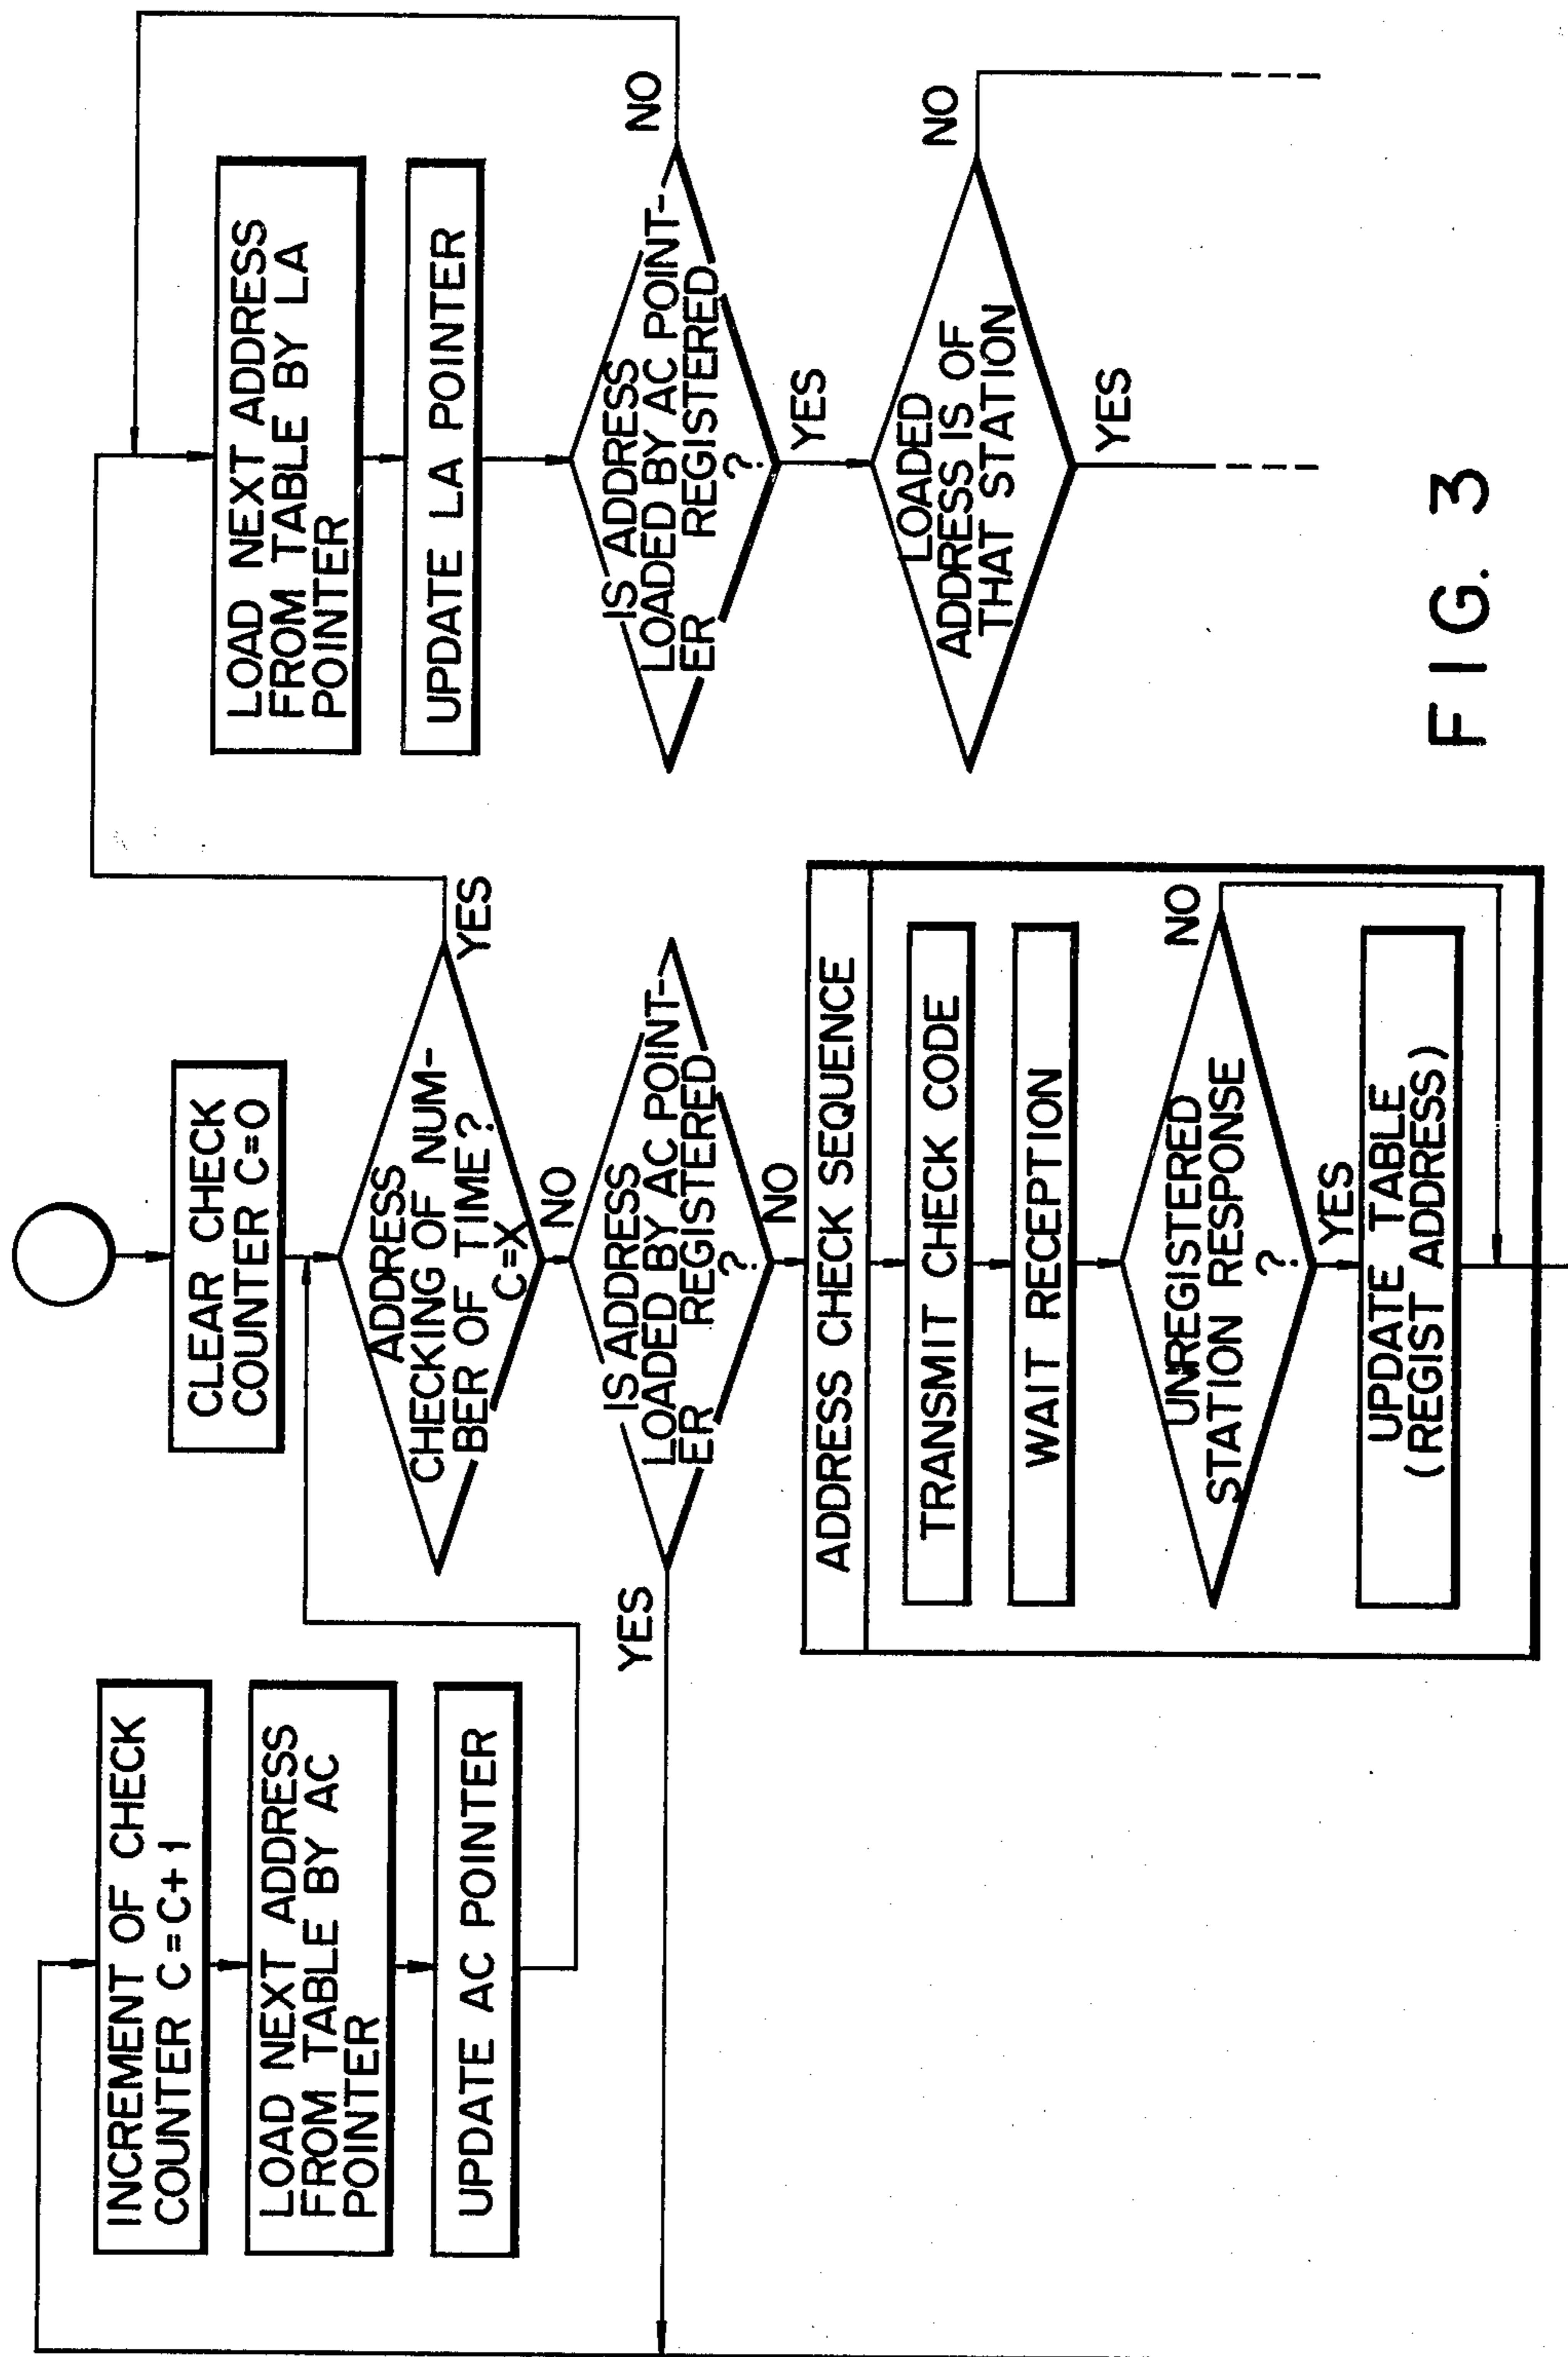 INCREMENT OF CHECK
COUNTER C=C+1
LOAD NEXT ADDRESS
FROM TABLE BY AC
POINTER
UPDATE AC POINTER
CLEAR CHECK
COUNTER C=0
ADDRESS
CHECKING OF NUM-
BER OF TIME?
C=X
YES
NO
IS ADDRESS
LOADED BY AC POINT-
ER REGISTERED
?
YES
NO
ADDRESS CHECK SEQUENCE
TRANSMIT CHECK CODE
WAIT RECEPTION
UNREGISTERED
STATION RESPONSE
?
NO
YES
UPDATE TABLE
(REGIST ADDRESS)
LOAD NEXT ADDRESS
FROM TABLE BY LA
POINTER
UPDATE LA POINTER
IS ADDRESS
LOADED BY AC POINT-
ER REGISTERED
?
NO
YES
LOADED
ADDRESS IS OF
THAT STATION
NO
YES
FIG. 3